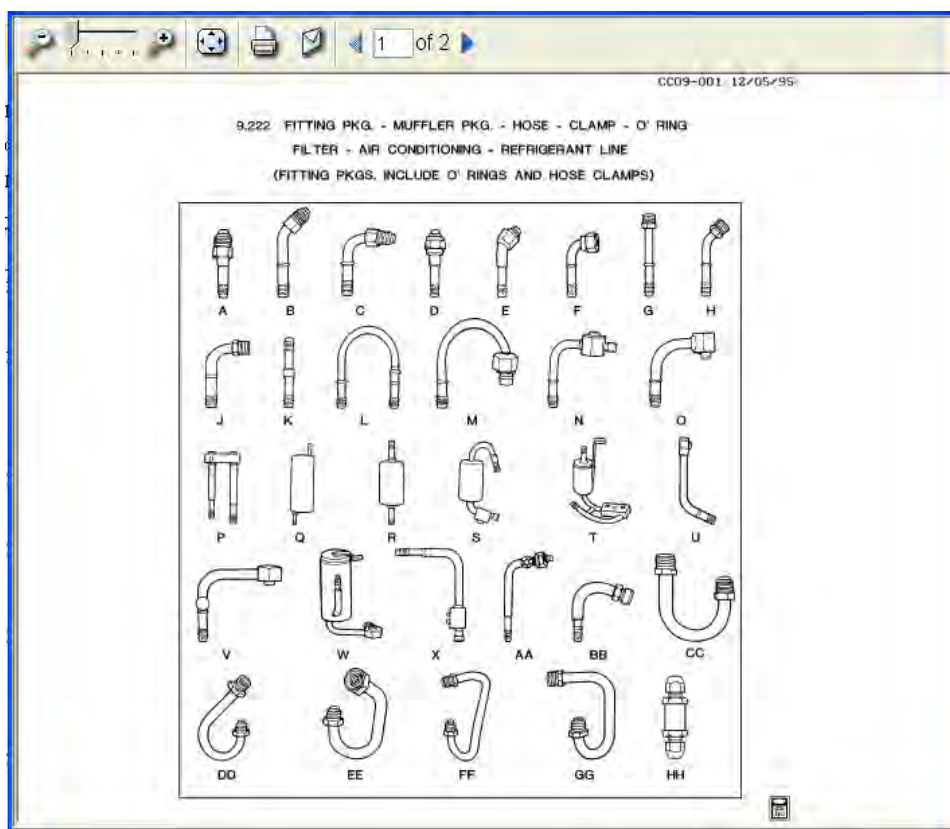 1 of 2
CC09-001 12/05/95
9.222 FITTING PKG. - MUFFLER PKG. - HOSE - CLAMP - O' RING
FILTER - AIR CONDITIONING - REFRIGERANT LINE
(FITTING PKGS. INCLUDE O' RINGS AND HOSE CLAMPS)
A B C D E F G H
J K L M N O
P Q R S T U
V W X AA BB CC
DD EE FF GG HH